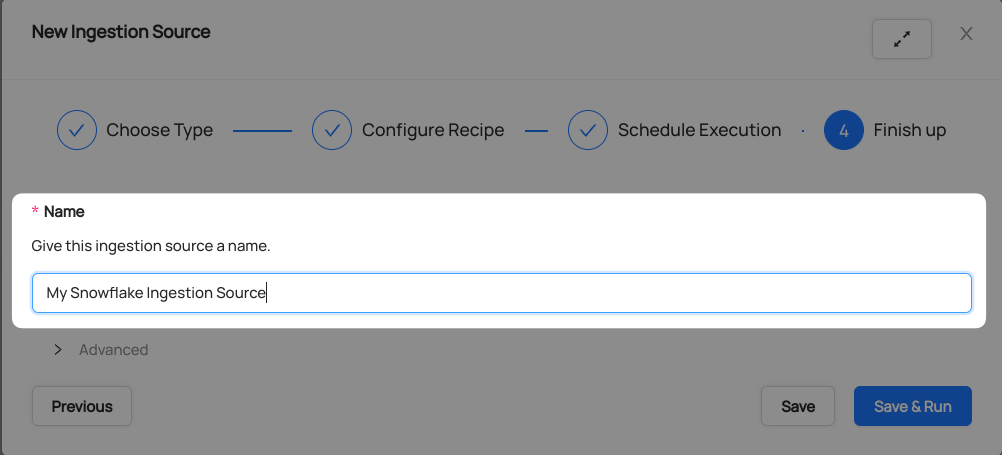 New Ingestion Source
X
Choose Type
Configure Recipe
Schedule Execution
4 Finish up
* Name
Give this ingestion source a name.
My Snowflake Ingestion Source
Advanced
Previous
Save
Save & Run